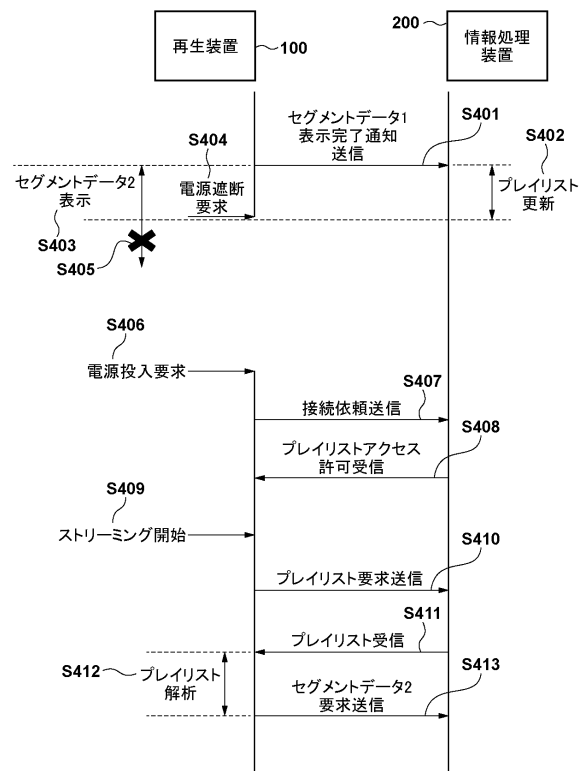 再生装置
100
200
情報処理
装置
セグメントデータ1
表示完了通知
送信
S401
S402
プレイリスト
更新
S404
電源遮断
要求
セグメントデータ2
表示
S403
S405
S406
電源投入要求
S407
接続依頼送信
S408
プレイリストアクセス
許可受信
S409
ストリーミング開始
S410
プレイリスト要求送信
S411
プレイリスト受信
S412
プレイリスト
解析
S413
セグメントデータ2
要求送信